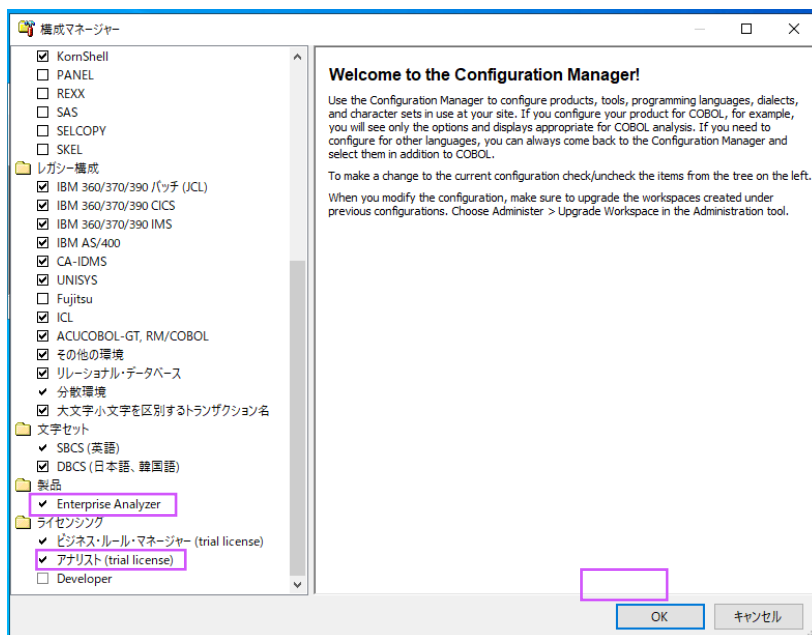 構成マネージャー
KornShell
PANEL
REXX
SAS
SELCOPY
SKEL
レガシー構成
IBM 360/370/390 バッチ (JCL)
IBM 360/370/390 CICS
IBM 360/370/390 IMS
IBM AS/400
CA-IDMS
UNISYS
Fujitsu
ICL
ACUCOBOL-GT, RM/COBOL
その他の環境
リレーショナル・データベース
分散環境
大文字小文字を区別するトランザクション名
文字セット
SBCS (英語)
DBCS (日本語、韓国語)
製品
Enterprise Analyzer
ライセンシング
ビジネス・ルール・マネージャー (trial license)
アナリスト (trial license)
Developer
Welcome to the Configuration Manager!
Use the Configuration Manager to configure products, tools, programming languages, dialects,
and character sets in use at your site. If you configure your product for COBOL, for example,
you will see only the options and displays appropriate for COBOL analysis. If you need to
configure for other languages, you can always come back to the Configuration Manager and
select them in addition to COBOL.
To make a change to the current configuration check/uncheck the items from the tree on the left.
When you modify the configuration, make sure to upgrade the workspaces created under
previous configurations. Choose Administer > Upgrade Workspace in the Administration tool.
OK
キャンセル